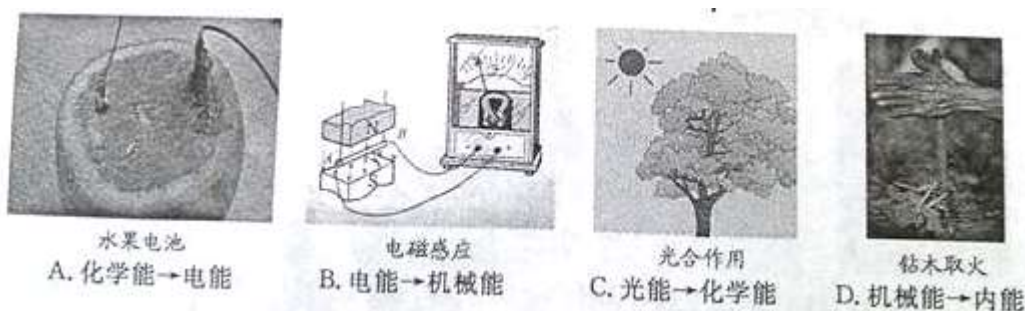 N
A
B
水果电池
A. 化学能→电能
电磁感应
B. 电能→机械能
光合作用
C. 光能→化学能
钻木取火
D. 机械能→内能